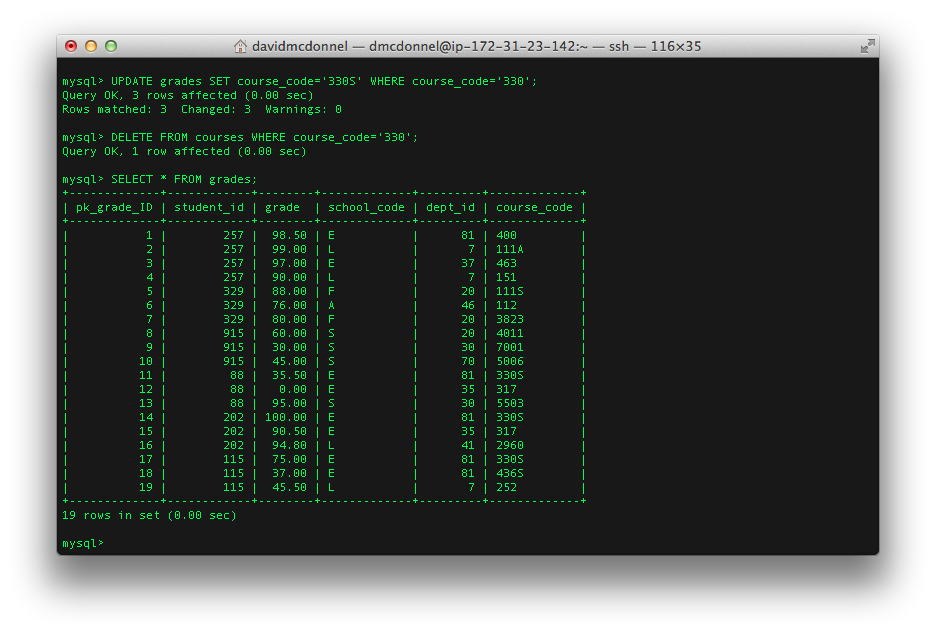 davidmcdonnel — dmcdonnel@ip-172-31-23-142:~ — ssh — 116×35
mysql> UPDATE grades SET course_code='330S' WHERE course_code='330';
Query OK, 3 rows affected (0.00 sec)
Rows matched: 3  Changed: 3  Warnings: 0
mysql> DELETE FROM courses WHERE course_code='330';
Query OK, 1 row affected (0.00 sec)
mysql> SELECT * FROM grades;
+-------------+------------+--------+-------------+---------+-------------+
| pk_grade_ID | student_id | grade  | school_code | dept_id | course_code |
+-------------+------------+--------+-------------+---------+-------------+
|           1 |        257 |  98.50 | E           |      81 | 400         |
|           2 |        257 |  99.00 | L           |       7 | 111A        |
|           3 |        257 |  97.00 | E           |      37 | 463         |
|           4 |        257 |  90.00 | L           |       7 | 151         |
|           5 |        329 |  88.00 | F           |      20 | 111S        |
|           6 |        329 |  76.00 | A           |      46 | 112         |
|           7 |        329 |  80.00 | F           |      20 | 3823        |
|           8 |        915 |  60.00 | S           |      20 | 4011        |
|           9 |        915 |  30.00 | S           |      30 | 7001        |
|          10 |        915 |  45.00 | S           |      70 | 5006        |
|          11 |         88 |  35.50 | E           |      81 | 330S        |
|          12 |         88 |   0.00 | E           |      35 | 317         |
|          13 |         88 |  95.00 | S           |      30 | 5503        |
|          14 |        202 | 100.00 | E           |      81 | 330S        |
|          15 |        202 |  90.50 | E           |      35 | 317         |
|          16 |        202 |  94.80 | L           |      41 | 2960        |
|          17 |        115 |  75.00 | E           |      81 | 330S        |
|          18 |        115 |  37.00 | E           |      81 | 436S        |
|          19 |        115 |  45.50 | L           |       7 | 252         |
+-------------+------------+--------+-------------+---------+-------------+
19 rows in set (0.00 sec)
mysql>